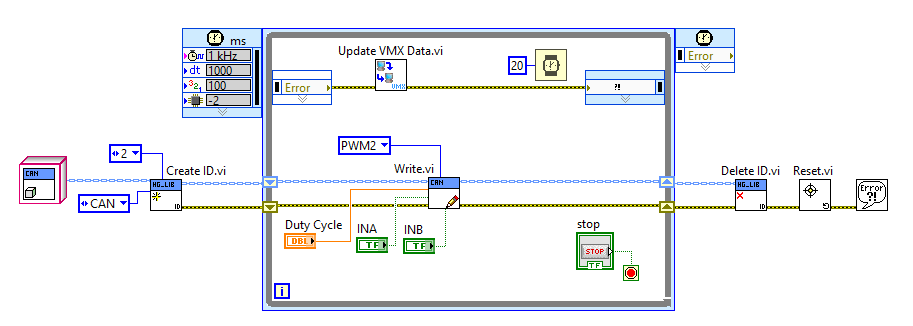 ms
1 kHz
dt 1000
100
-2
Error
Update VMX Data.vi
VMX
20
?!
Error
CAN
2
CAN
Create ID.vi
HG_LIB
ID
PWM2
Write.vi
CAN
Duty Cycle
DBL
INA
TF
INB
TF
stop
STOP
TF
i
Delete ID.vi
HG_LIB
ID
Reset.vi
Error
?!